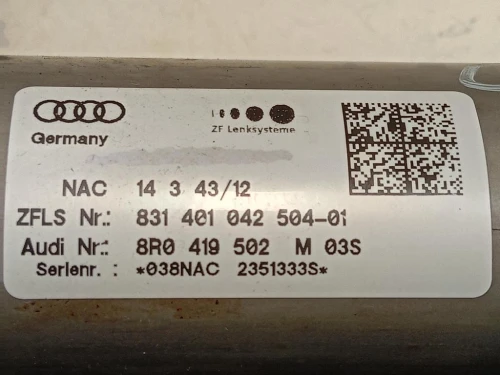 Germany
ZF Lenksysteme
NAC 14 3 43/12
ZFLS Nr.: 831 401 042 504-01
Audi Nr.: 8R0 419 502 M 03S
Serlenr. : *038NAC 2351333S*